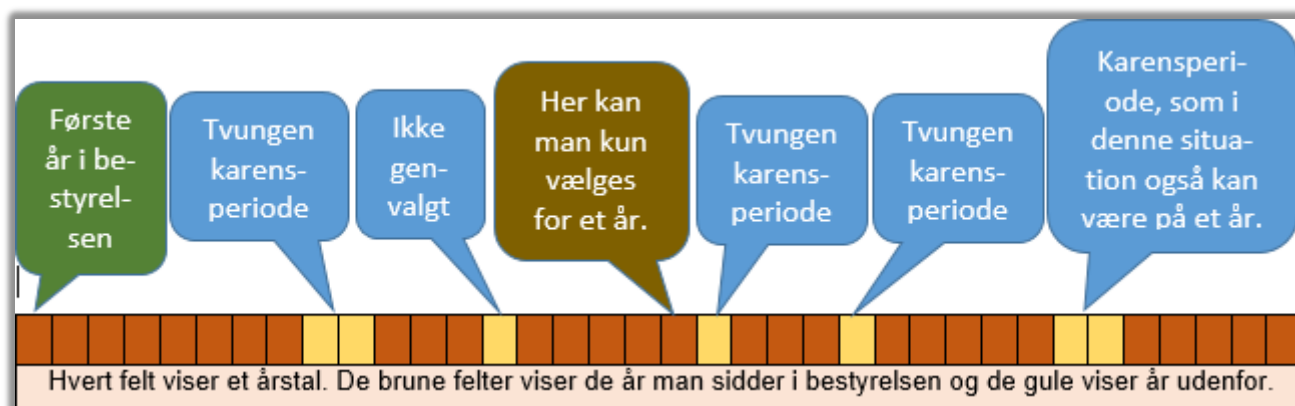 Første
år i be-
styrel-
sen
Tvungen
karens-
periode
Ikke
gen-
valgt
Her kan
man kun
vælges
for et år.
Tvungen
karens-
periode
Tvungen
karens-
periode
Karensperi-
ode, som i
denne situa-
tion også kan
være på et år.
Hvert felt viser et årstal. De brune felter viser de år man sidder i bestyrelsen og de gule viser år udenfor.